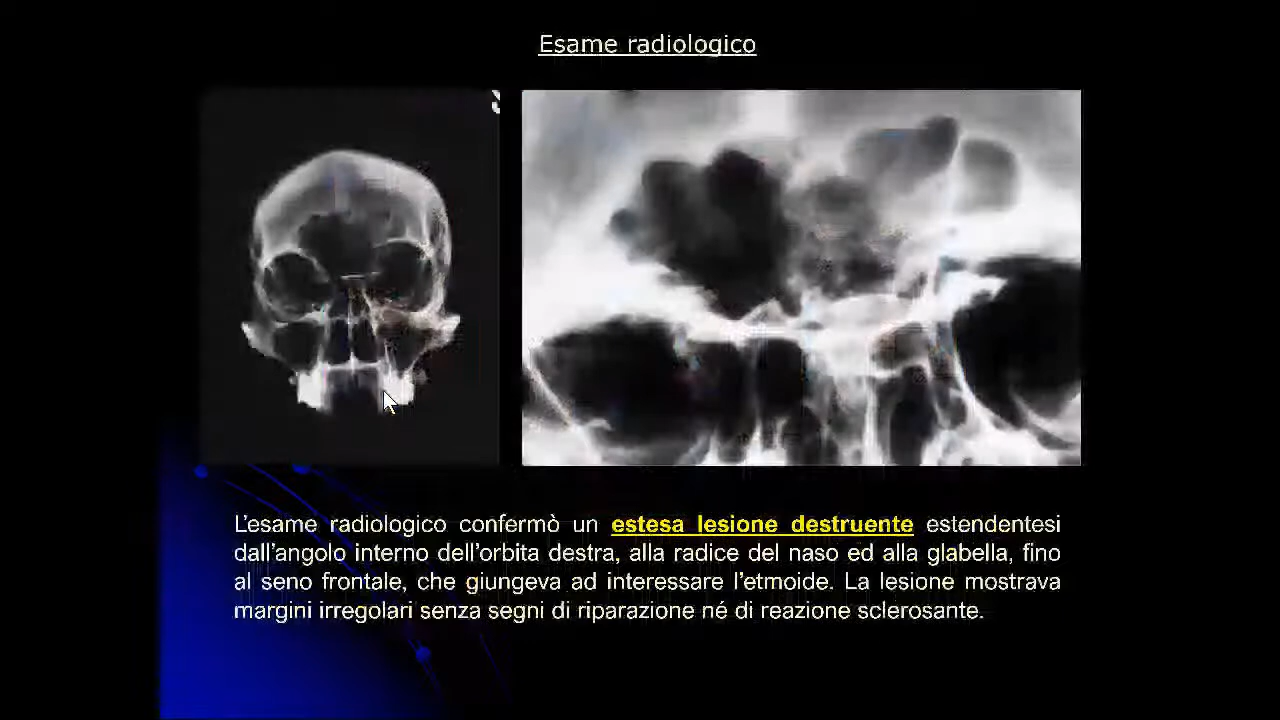 Esame radiologico
L’esame radiologico confermò un estesa lesione destruente estendentesi
dall’angolo interno dell’orbita destra, alla radice del naso ed alla glabella, fino
al seno frontale, che giungeva ad interessare l’etmoide. La lesione mostrava
margini irregolari senza segni di riparazione né di reazione sclerosante.